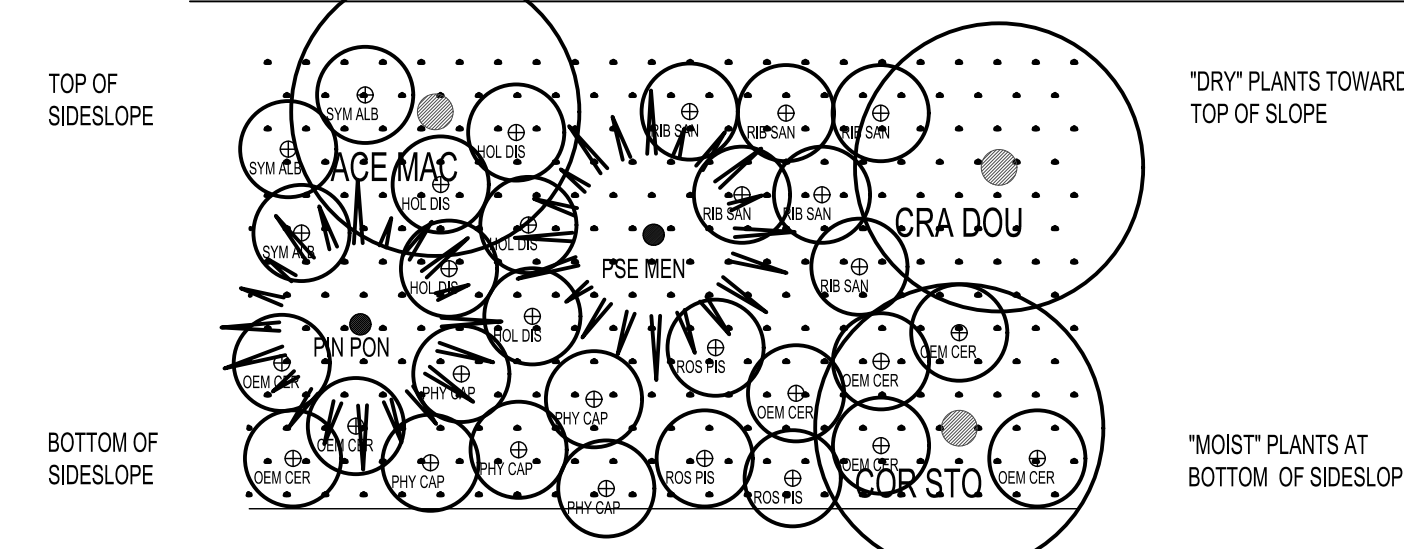 TOP OF
SIDESLOPE
"DRY" PLANTS TOWARD
TOP OF SLOPE
SYM ALB
RIB SAN
RIB SAN
RIB SAN
HOL DIS
SYM ALB
ACE MAC
HOL DIS
RIB SAN
RIB SAN
CRA DOU
SYM ALB
HOL DIS
PSE MEN
HOL DIS
RIB SAN
HOL DIS
PIN PON
OEM CER
ROS PIS
OEM CER
OEM CER
PHY CAP
PHY CAP
OEM CER
BOTTOM OF
SIDESLOPE
"MOIST" PLANTS AT
BOTTOM OF SIDESLOP
OEM CER
OEM CER
PHY CAP
PHY CAP
ROS PIS
OEM CER
COR STO
OEM CER
ROS PIS
PHY CAP